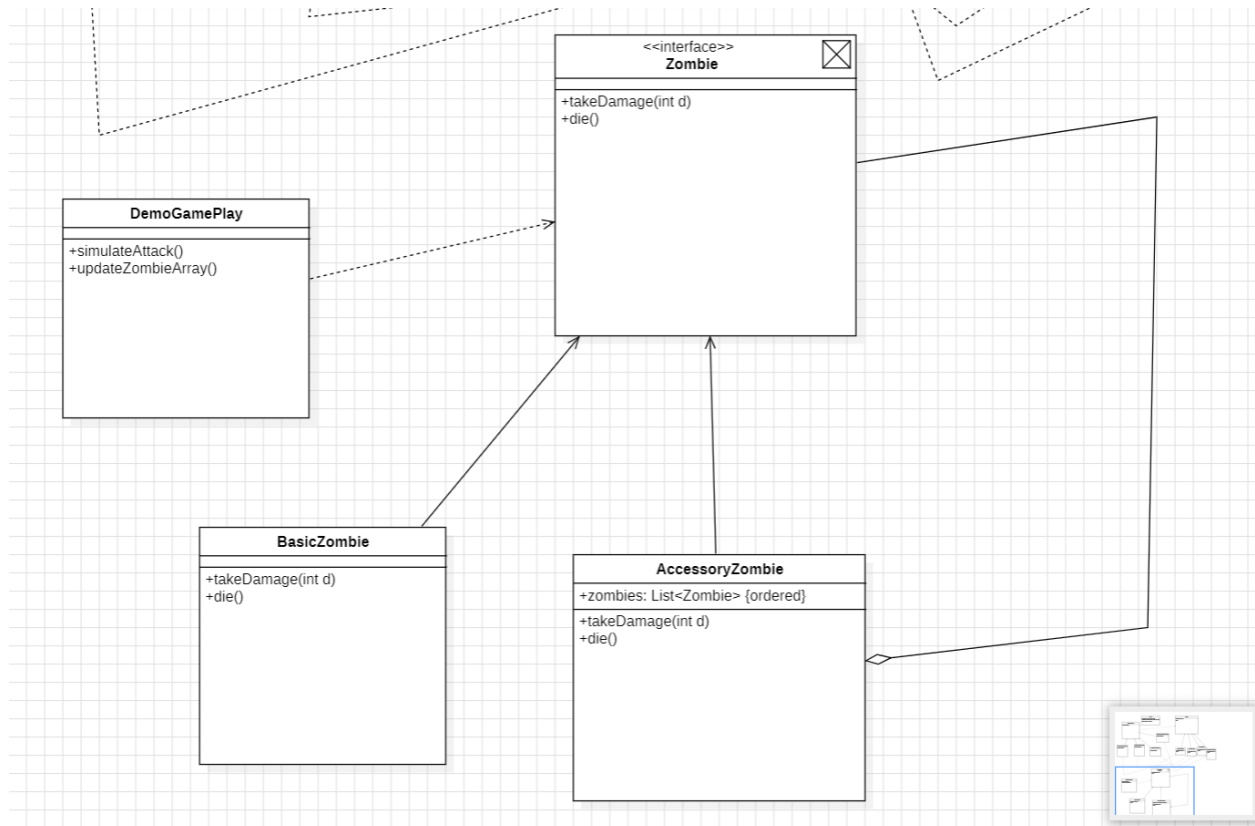 <<interface>>
Zombie
+takeDamage(int d)
+die()
DemoGamePlay
+simulateAttack()
+updateZombieArray()
BasicZombie
+takeDamage(int d)
+die()
AccessoryZombie
+zombies: List<Zombie> {ordered}
+takeDamage(int d)
+die()